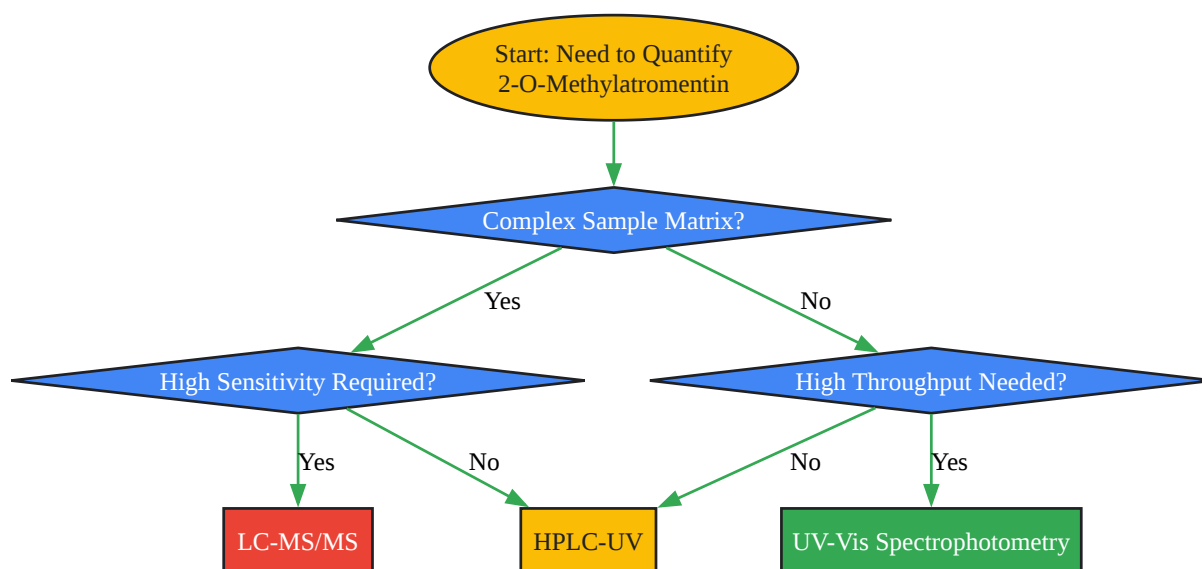 Start: Need to Quantify
2-O-Methylatromentin
Complex Sample Matrix?
Yes
No
High Sensitivity Required?
High Throughput Needed?
Yes
No
No
Yes
LC-MS/MS
HPLC-UV
UV-Vis Spectrophotometry